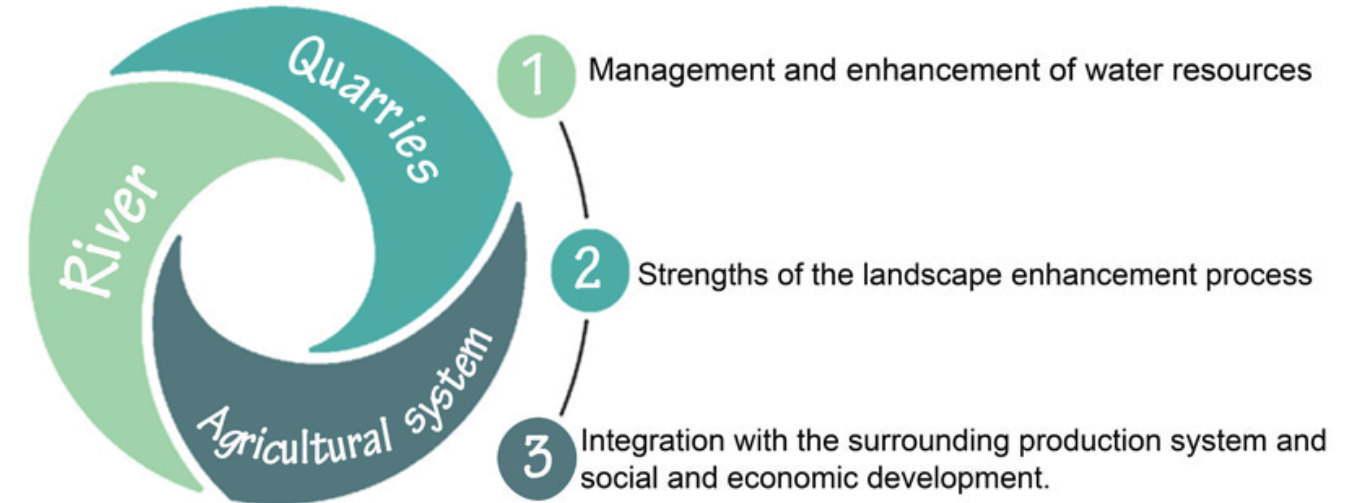 Quarries
River
Agricultural system
1
Management and enhancement of water resources
2
Strengths of the landscape enhancement process
3
Integration with the surrounding production system and
social and economic development.